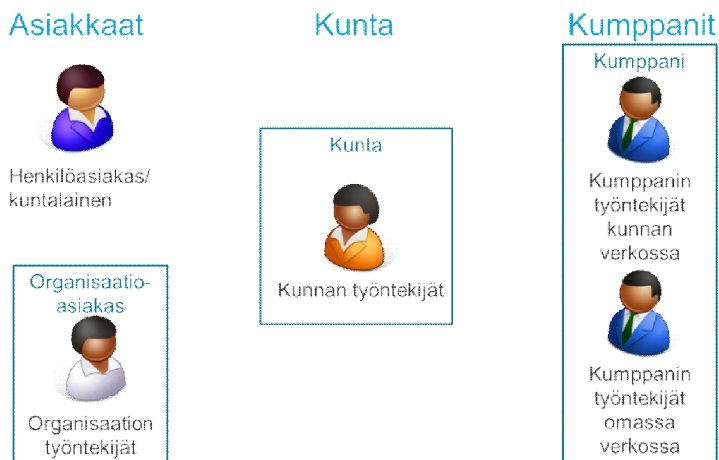 Asiakkaat
Henkilöasiakas/
kuntalainen
Organisaatio-
asiakas
Organisaation
työntekijät
Kunta
Kunta
Kunnan työntekijät
Kumppanit
Kumppani
Kumppanin
työntekijät
kunnan
verkossa
Kumppanin
työntekijät
omassa
verkossa